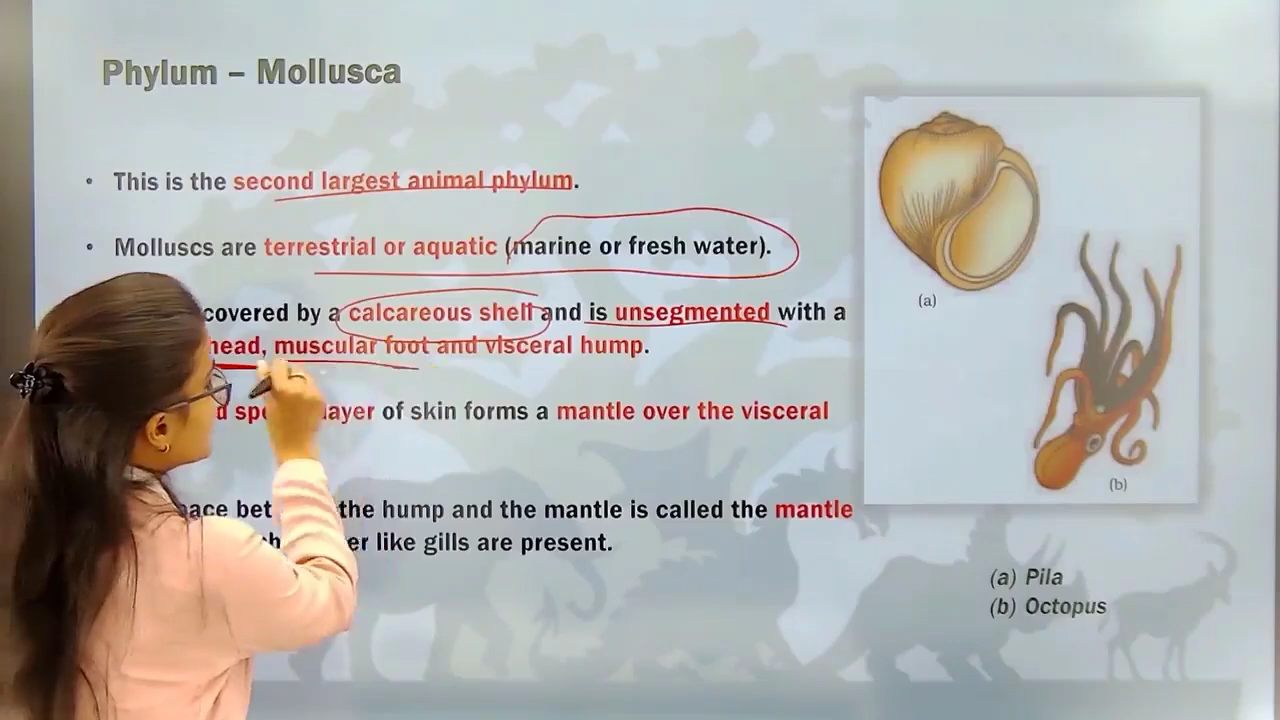 Phylum – Mollusca
• This is the second largest animal phylum.
• Molluscs are terrestrial or aquatic (marine or fresh water).
covered by a calcareous shell and is unsegmented with a
head, muscular foot and visceral hump.
layer of skin forms a mantle over the visceral
the hump and the mantle is called the mantle
like gills are present.
(a)
(b)
(a) Pila
(b) Octopus